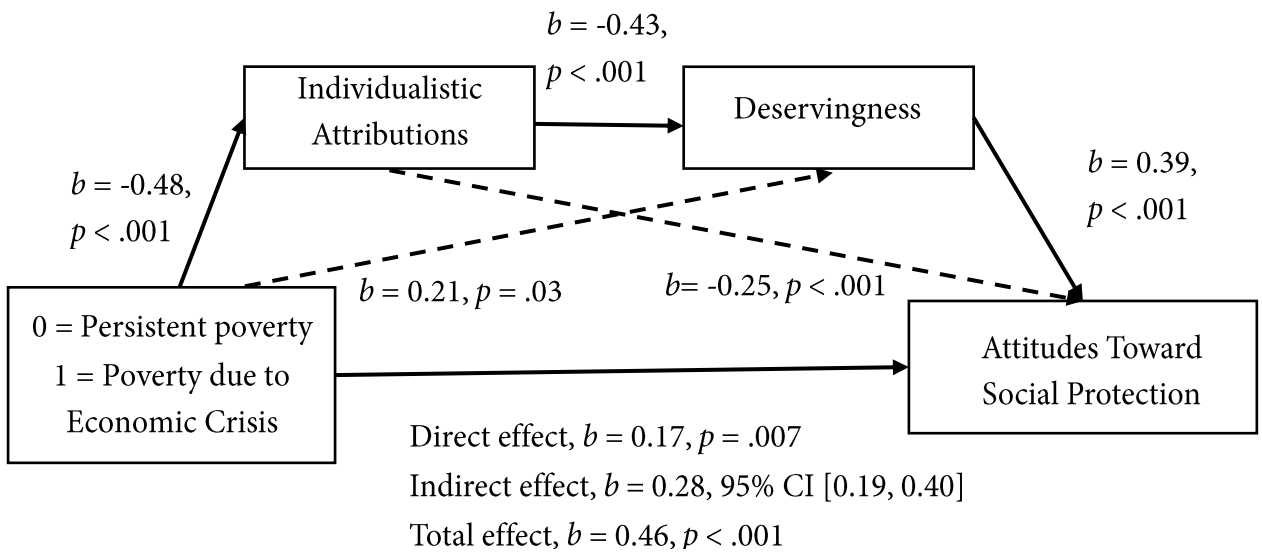 b = -0.43,
p < .001
Individualistic
Attributions
Deservingness
b = -0.48,
p < .001
b = 0.39,
p < .001
b = 0.21, p = .03
b= -0.25, p < .001
0 = Persistent poverty
1 = Poverty due to
Economic Crisis
Attitudes Toward
Social Protection
Direct effect, b = 0.17, p = .007
Indirect effect, b = 0.28, 95% CI [0.19, 0.40]
Total effect, b = 0.46, p < .001